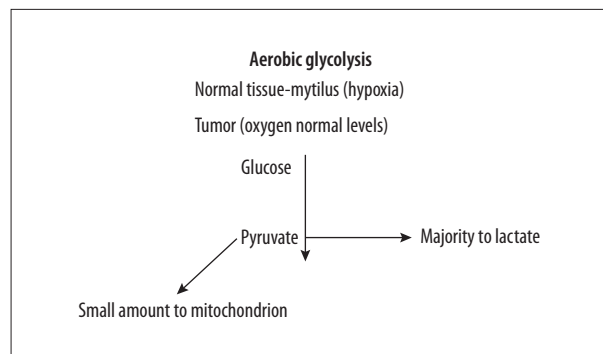 Aerobic glycolysis
Normal tissue-mytilus (hypoxia)
Tumor (oxygen normal levels)
Glucose
Pyruvate
Majority to lactate
Small amount to mitochondrion